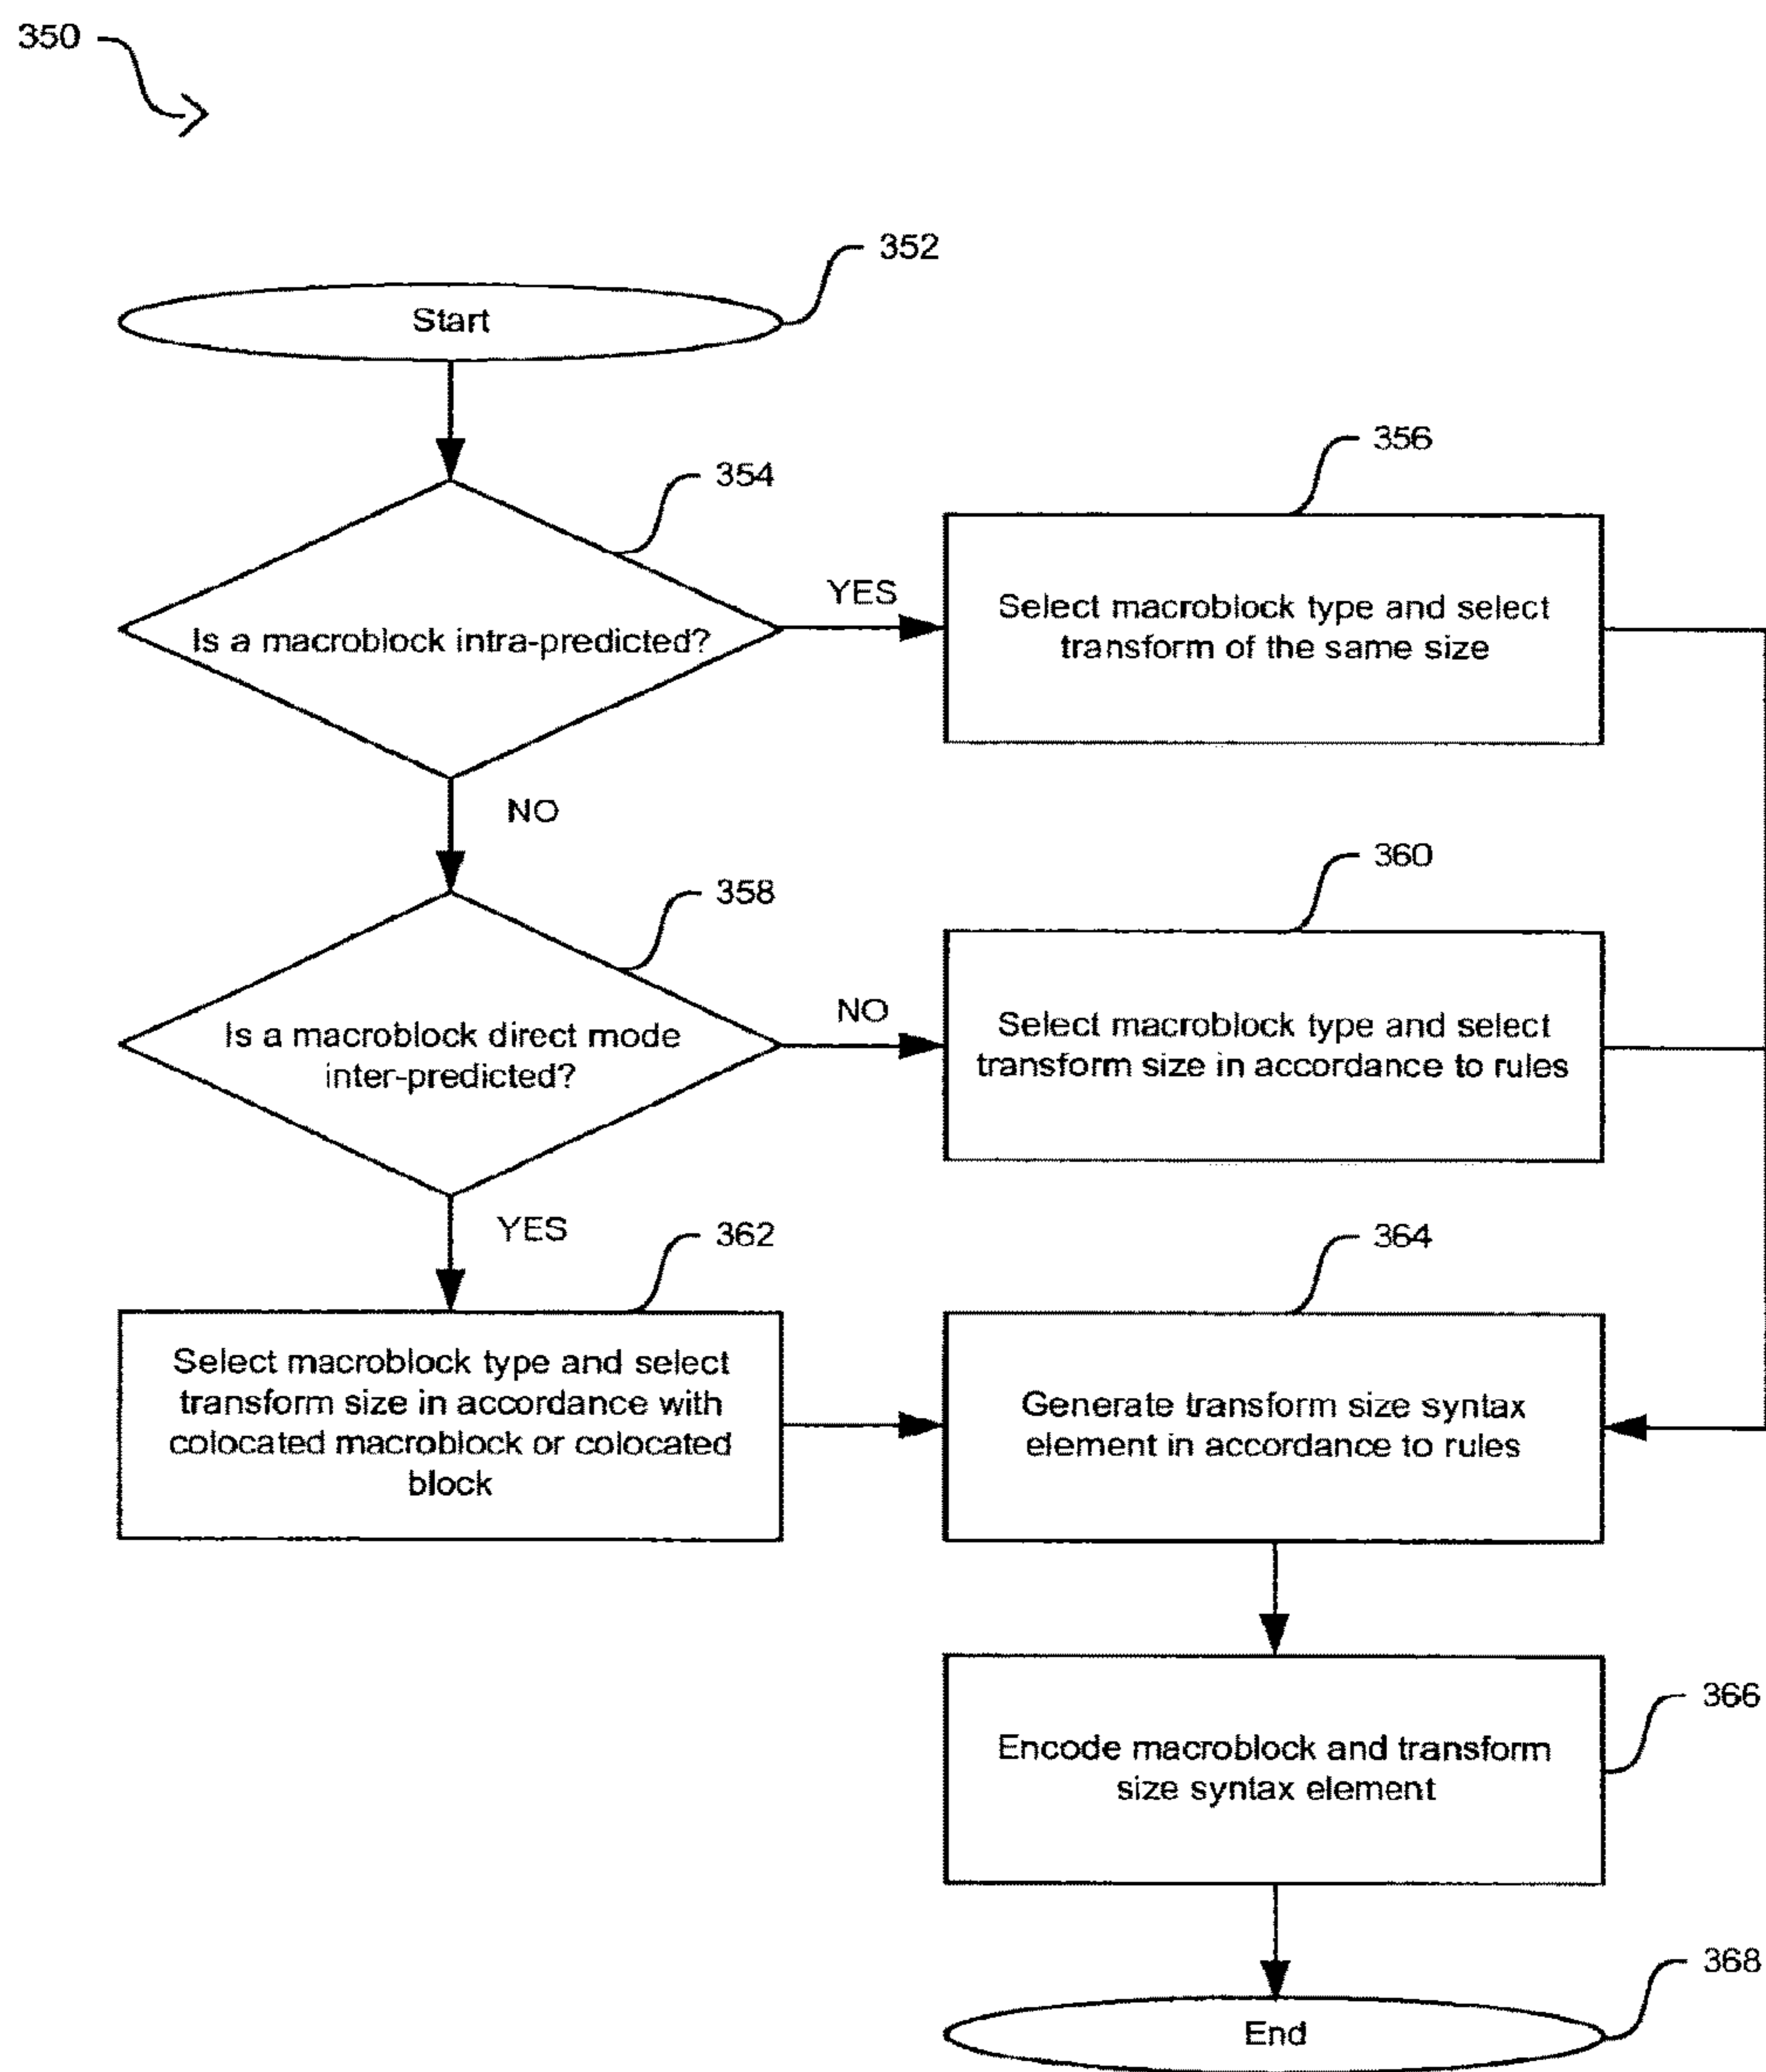 350
352
Start
354
356
Is a macroblock intra-predicted?
YES
Select macroblock type and select
transform of the same size
NO
358
360
Is a macroblock direct mode
inter-predicted?
NO
Select macroblock type and select
transform size in accordance to rules
YES
362
364
Select macroblock type and select
transform size in accordance with
colocated macroblock or colocated
block
Generate transform size syntax
element in accordance to rules
366
Encode macroblock and transform
size syntax element
368
End